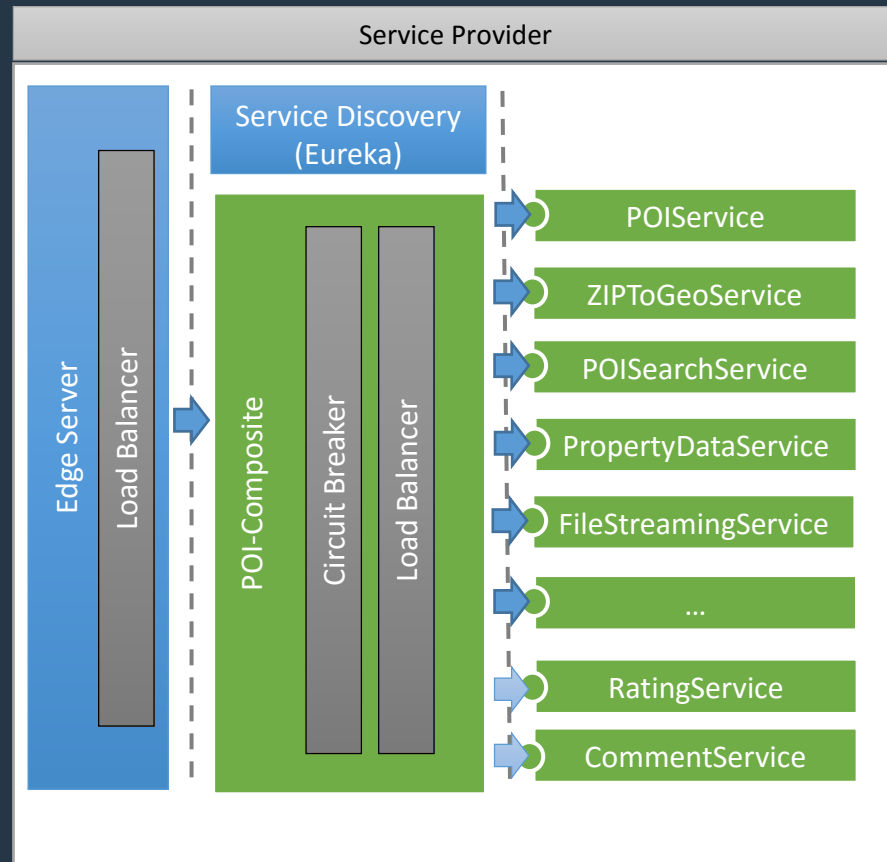 Service Provider
Edge Server
Load Balancer
Service Discovery
(Eureka)
POI-Composite
Circuit Breaker
Load Balancer
POIService
ZIPToGeoService
POISearchService
PropertyDataService
FileStreamingService
...
RatingService
CommentService